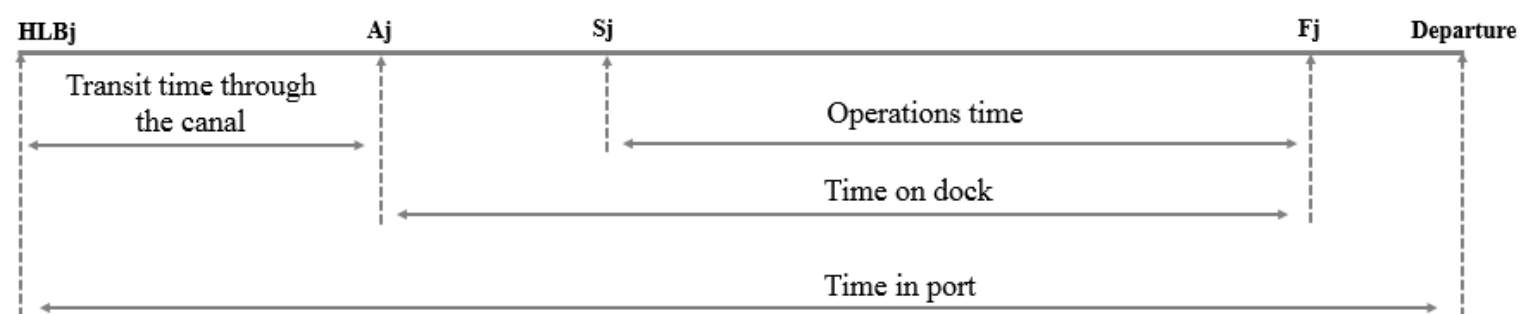 HLBj Aj Sj Fj Departure
Transit time through
the canal
Operations time
Time on dock
Time in port